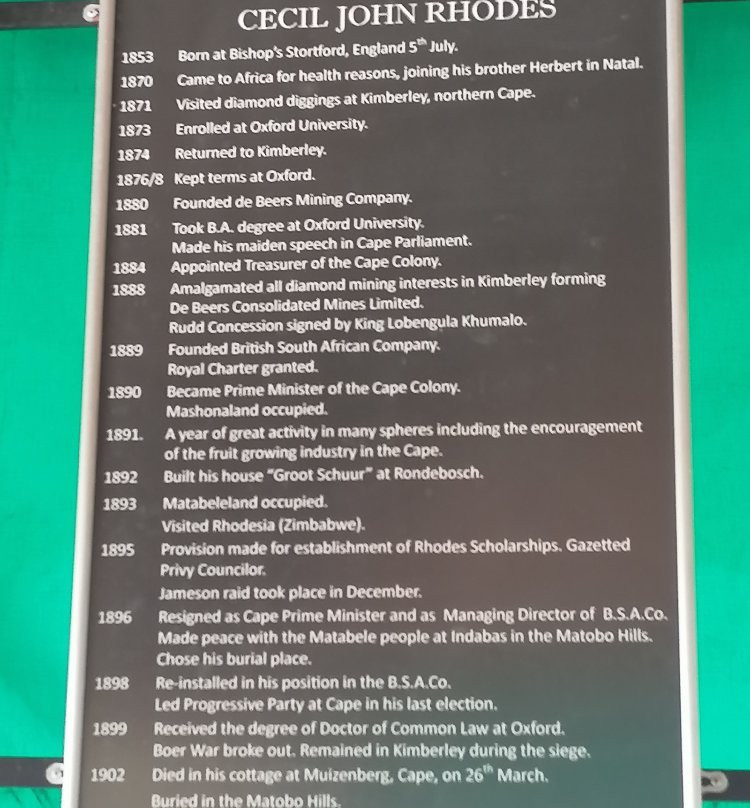 CECIL JOHN RHODES
1853 Born at Bishop's Stortford, England 5th July.
1870 Came to Africa for health reasons, joining his brother Herbert in Natal.
1871 Visited diamond diggings at Kimberley, northern Cape.
1873 Enrolled at Oxford University.
1874 Returned to Kimberley.
1876/8 Kept terms at Oxford.
1880 Founded de Beers Mining Company.
1881 Took B.A. degree at Oxford University.
Made his maiden speech in Cape Parliament.
1884 Appointed Treasurer of the Cape Colony.
1888 Amalgamated all diamond mining interests in Kimberley forming
De Beers Consolidated Mines Limited.
Rudd Concession signed by King Lobengula Khumalo.
1889 Founded British South African Company.
Royal Charter granted.
1890 Became Prime Minister of the Cape Colony.
Mashonaland occupied.
1891. A year of great activity in many spheres including the encouragement
of the fruit growing industry in the Cape.
1892 Built his house "Groot Schuur" at Rondebosch.
1893 Matabeleland occupied.
Visited Rhodesia (Zimbabwe).
1895 Provision made for establishment of Rhodes Scholarships. Gazetted
Privy Councilor.
Jameson raid took place in December.
1896 Resigned as Cape Prime Minister and as Managing Director of B.S.A.Co.
Made peace with the Matabele people at Indabas in the Matobo Hills.
Chose his burial place.
1898 Re-installed in his position in the B.S.A.Co.
Led Progressive Party at Cape in his last election.
1899 Received the degree of Doctor of Common Law at Oxford.
Boer War broke out. Remained in Kimberley during the siege.
1902 Died in his cottage at Muizenberg, Cape, on 26th March.
Buried in the Matobo Hills.